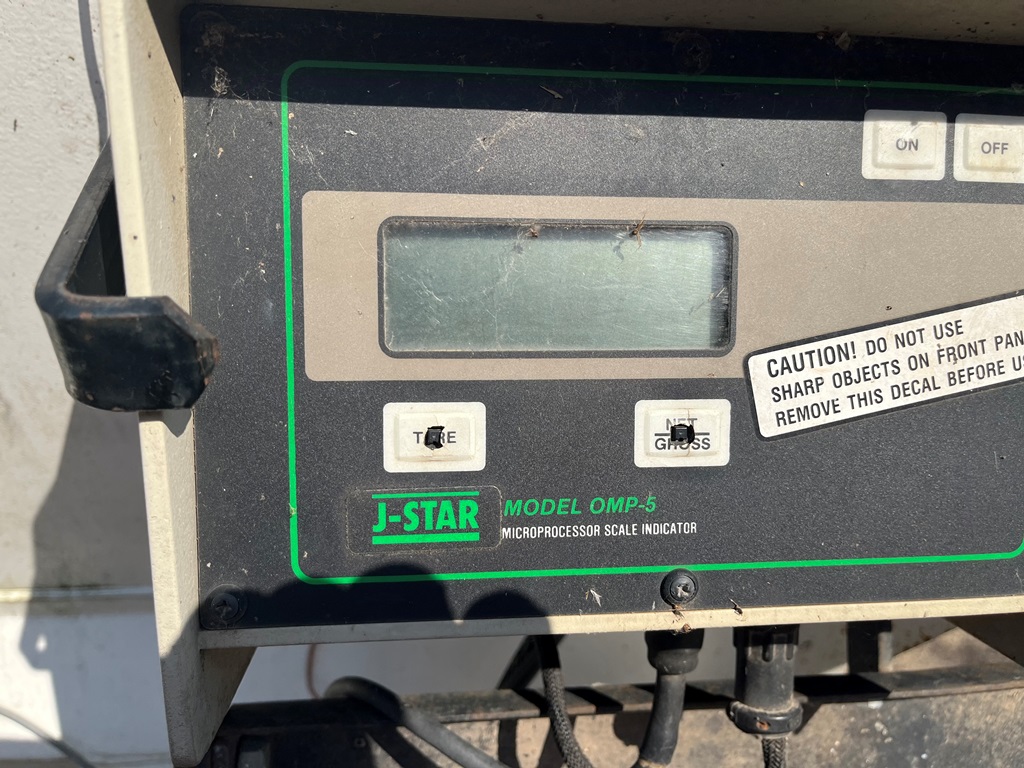 ON
OFF
CAUTION! DO NOT USE
SHARP OBJECTS ON FRONT
REMOVE THIS DECAL BEFORE
TARE
NET
GROSS
J-STAR
MODEL OMP-5
MICROPROCESSOR SCALE INDICATOR